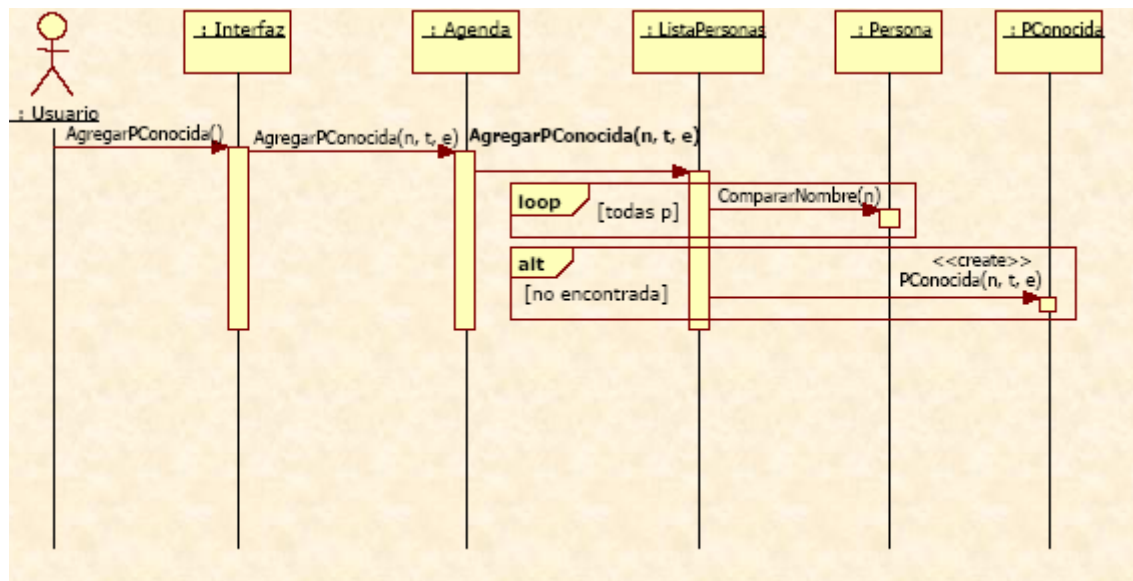 : Interfaz
: Agenda
: ListaPersonas
: Persona
: PConocida
: Usuario
AgregarPConocida()
AgregarPConocida(n, t, e)
AgregarPConocida(n, t, e)
loop
[todas p]
CompararNombre(n)
alt
[no encontrada]
<<create>>
PConocida(n, t, e)